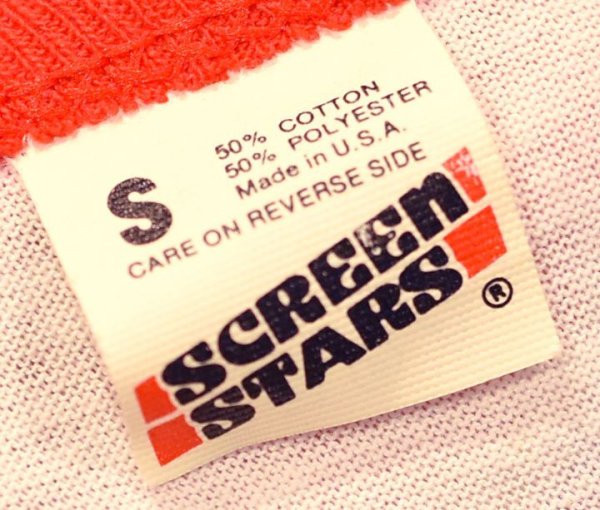 50% COTTON
50% POLYESTER
Made in U.S.A.
S
CARE ON REVERSE SIDE
SCREEN
STARS
®